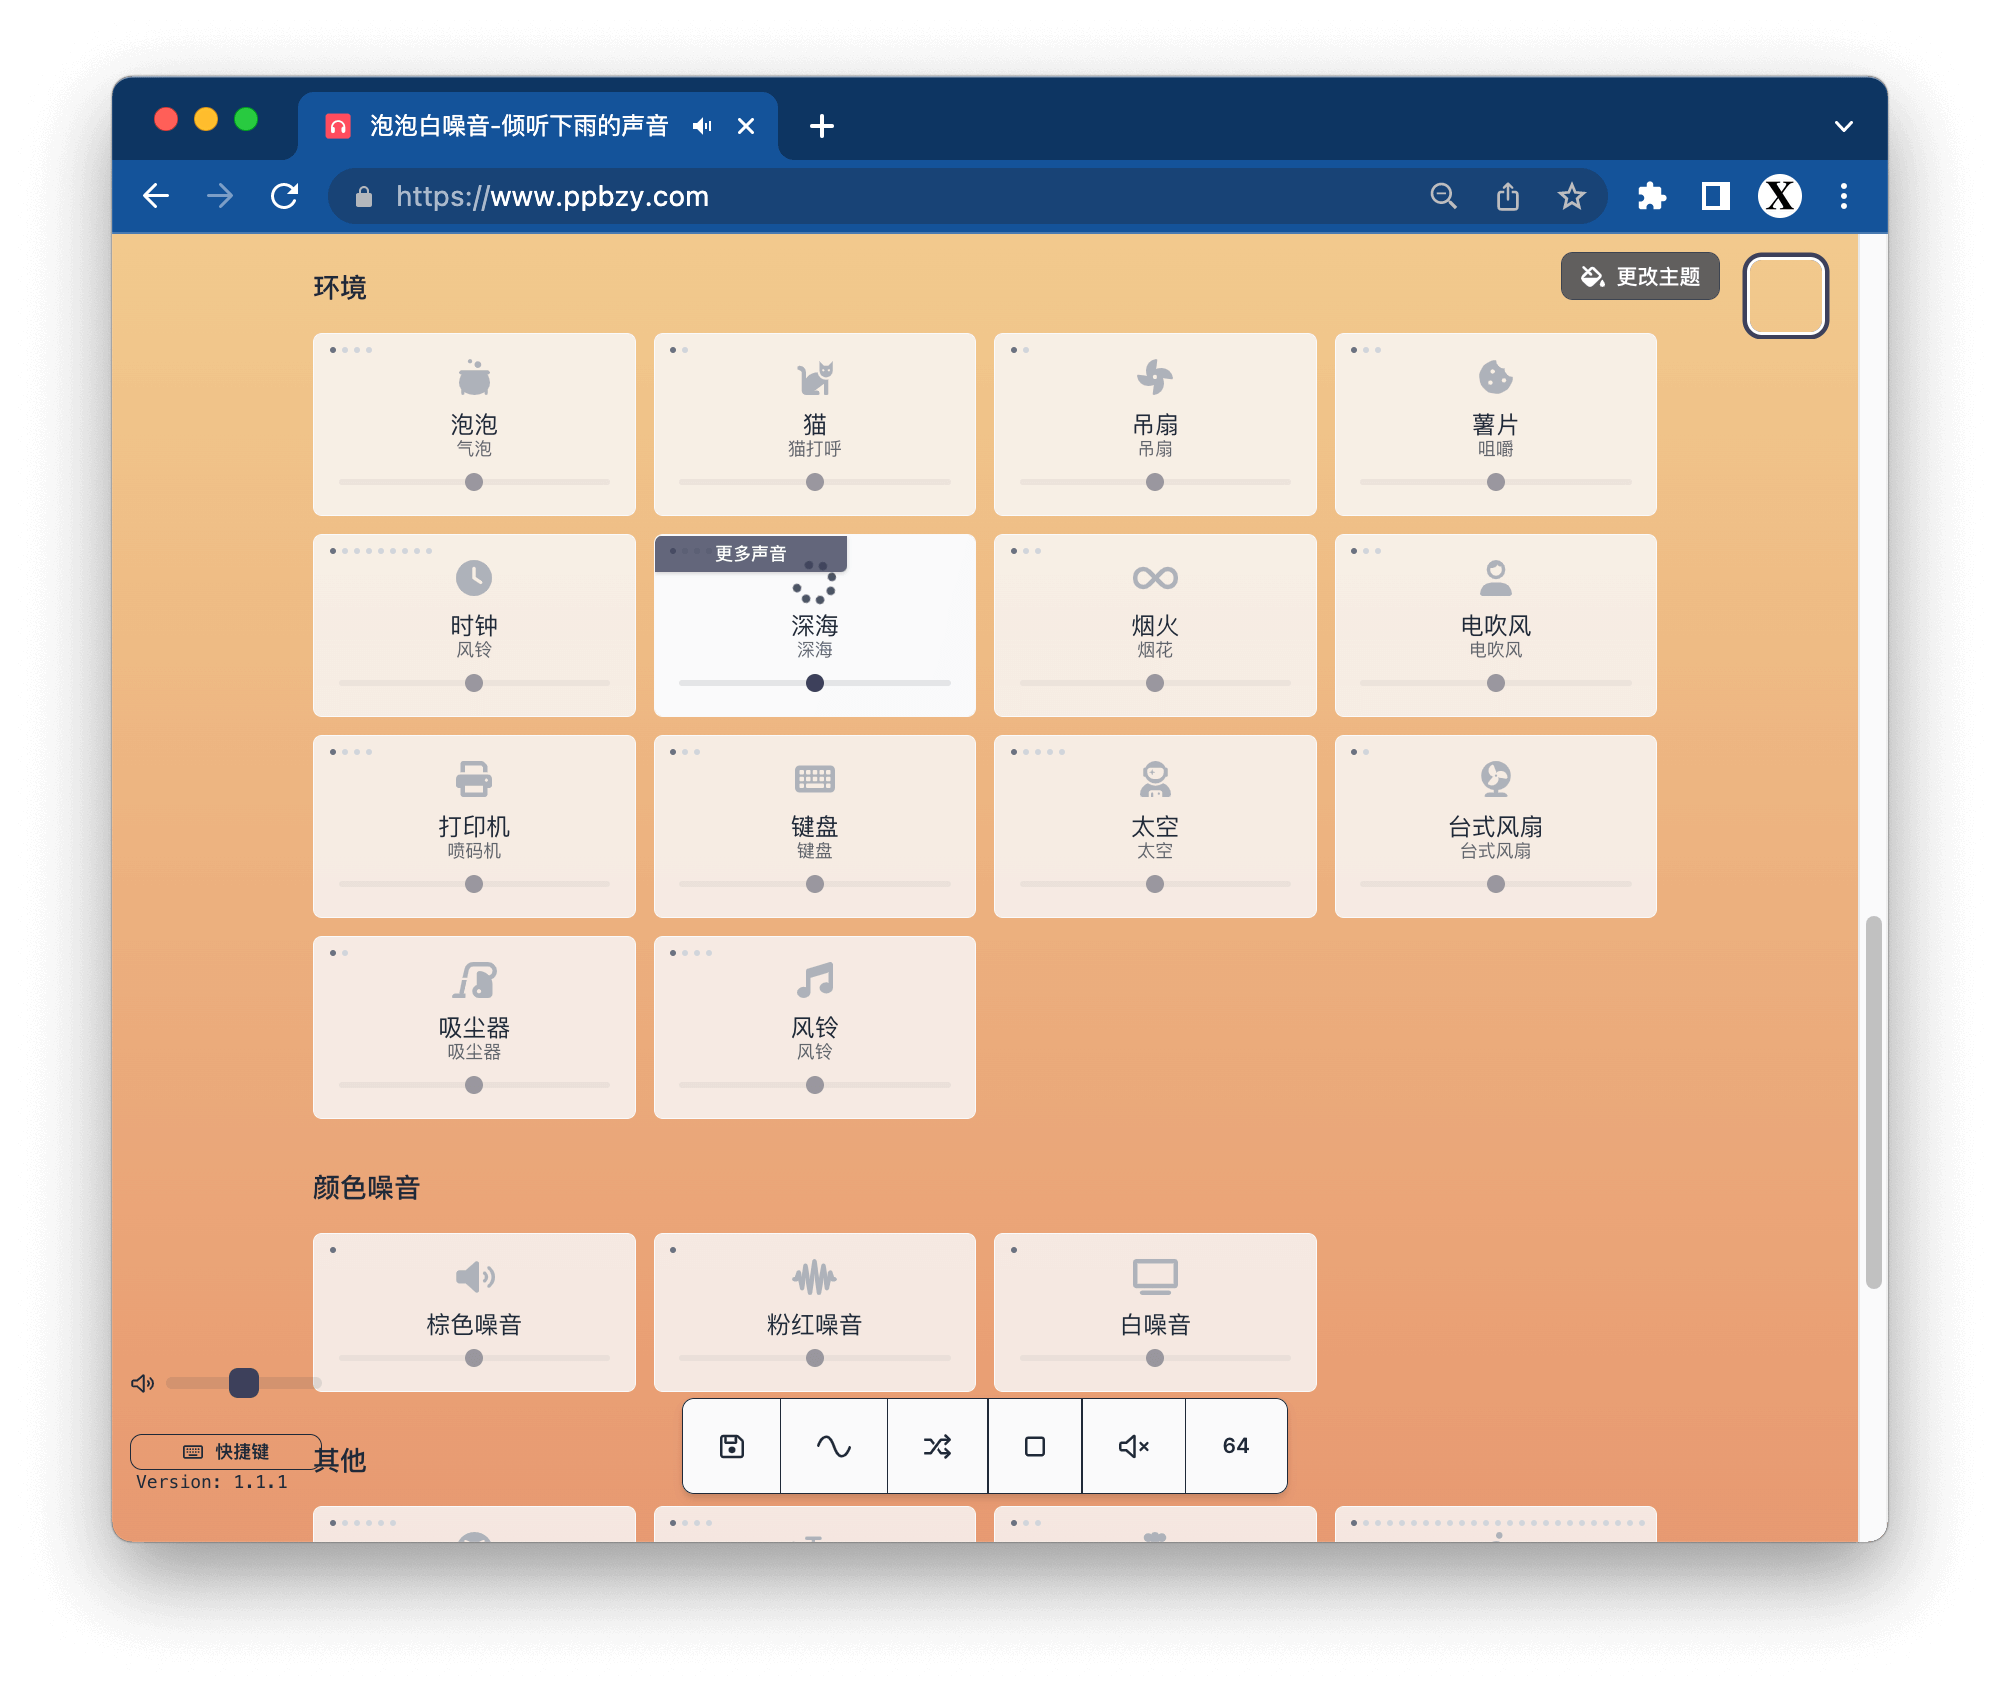 泡泡白噪音-倾听下雨的声音
https://www.ppbzy.com
X
更改主题
环境
泡泡
气泡
猫
猫打呼
吊扇
吊扇
薯片
咀嚼
时钟
风铃
更多声音
深海
深海
烟火
烟花
电吹风
电吹风
打印机
喷码机
键盘
键盘
太空
太空
台式风扇
台式风扇
吸尘器
吸尘器
风铃
风铃
颜色噪音
棕色噪音
粉红噪音
白噪音
快捷键
Version: 1.1.1
其他
64